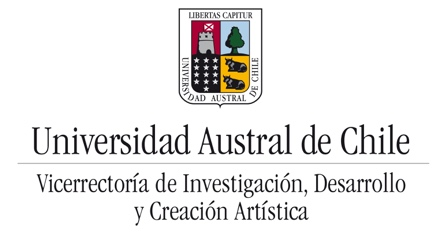 LIBERTAS CAPITUR
UNIVERSIDAD AUSTRAL DE CHILE
Universidad Austral de Chile
Vicerrectoría de Investigación, Desarrollo
y Creación Artística